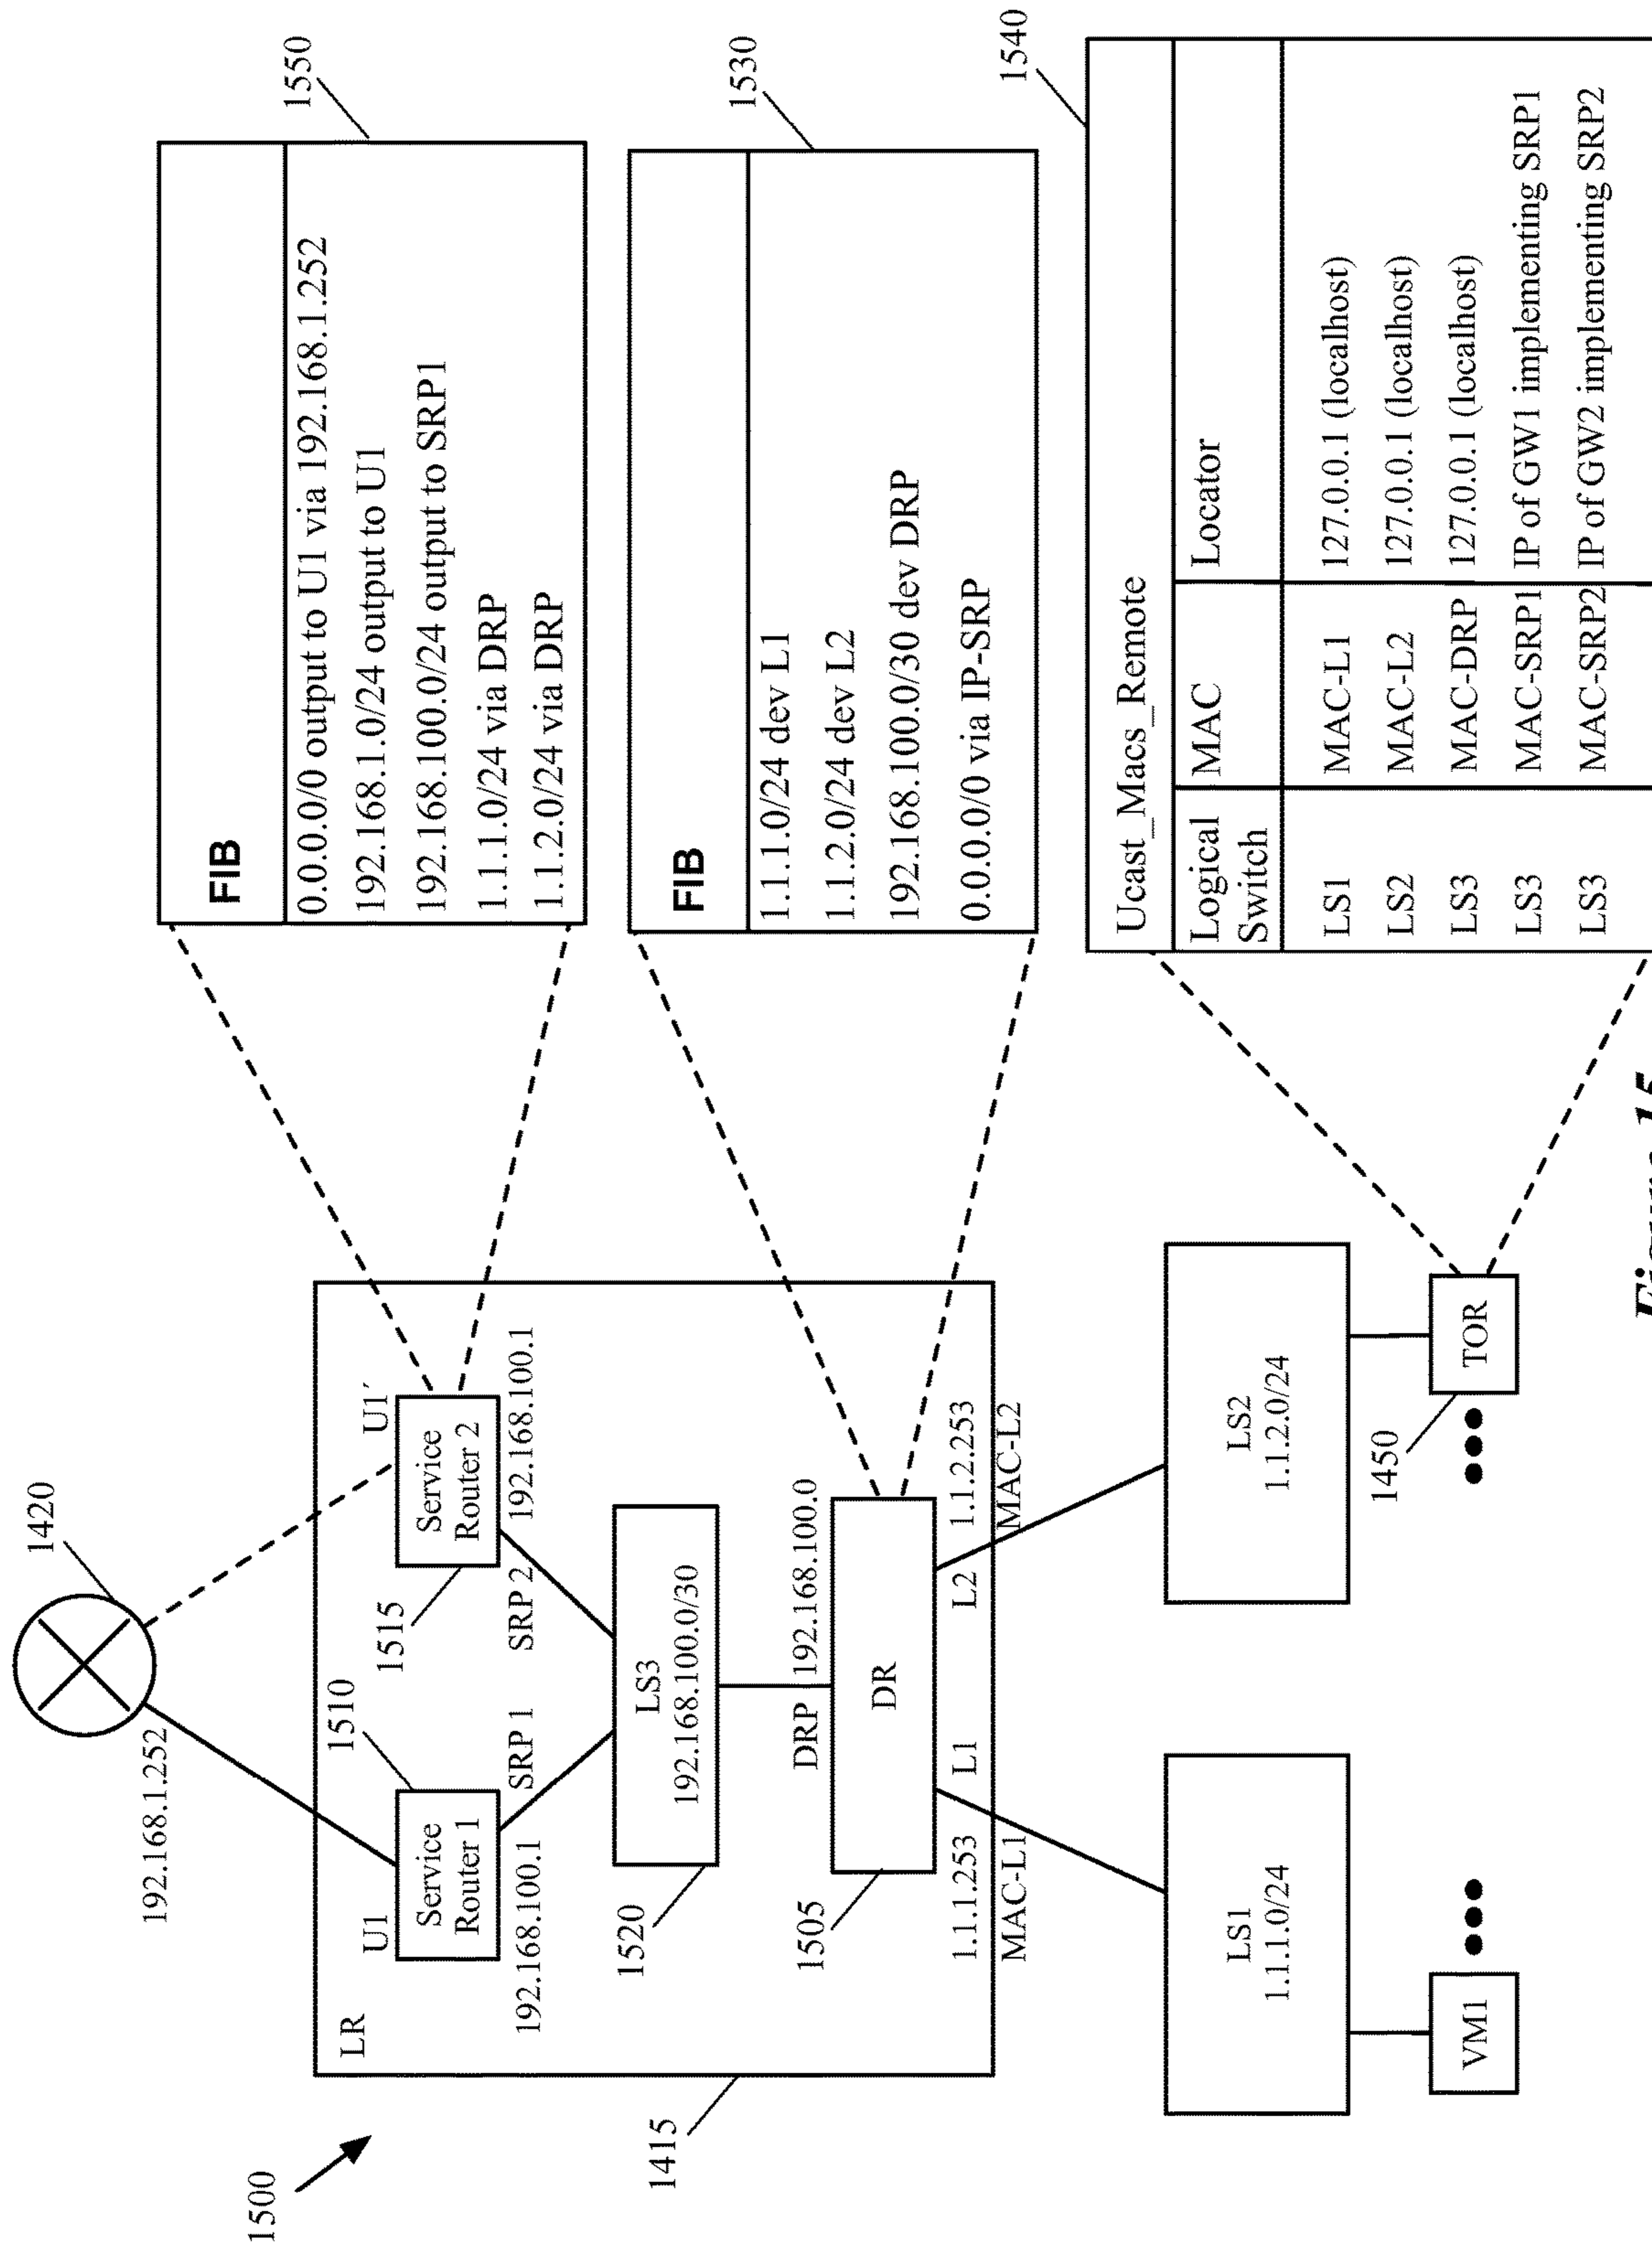 1500
1420
192.168.1.252
LR
1415
U1
Service
Router 1
1510
192.168.100.1
SRP 1
U1´
Service
Router 2
1515
SRP 2
192.168.100.1
LS3
192.168.100.0/30
1520
DRP
192.168.100.0
DR
1505
L1
1.1.1.253
MAC-L1
L2
1.1.2.253
MAC-L2
LS1
1.1.1.0/24
VM1
LS2
1.1.2.0/24
1450
TOR
1550
FIB
0.0.0.0/0 output to U1 via 192.168.1.252
192.168.1.0/24 output to U1
192.168.100.0/24 output to SRP1
1.1.1.0/24 via DRP
1.1.2.0/24 via DRP
1530
FIB
1.1.1.0/24 dev L1
1.1.2.0/24 dev L2
192.168.100.0/30 dev DRP
0.0.0.0/0 via IP-SRP
1540
Ucast_Macs_Remote
Logical Switch MAC Locator
LS1 MAC-L1 127.0.0.1 (localhost)
LS2 MAC-L2 127.0.0.1 (localhost)
LS3 MAC-DRP 127.0.0.1 (localhost)
LS3 MAC-SRP1 IP of GW1 implementing SRP1
LS3 MAC-SRP2 IP of GW2 implementing SRP2
Figure 15